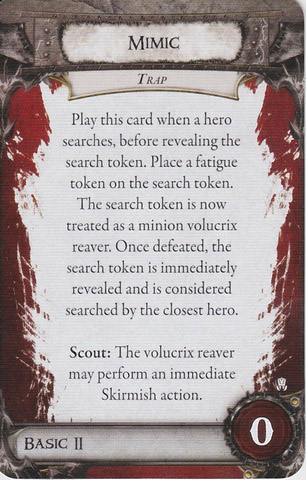 Mimic
Trap
Play this card when a hero
searches, before revealing the
search token. Place a fatigue
token on the search token.
The search token is now
treated as a minion volucrix
reaver. Once defeated, the
search token is immediately
revealed and is considered
searched by the closest hero.
Scout: The volucrix reaver
may perform an immediate
Skirmish action.
Basic II
0